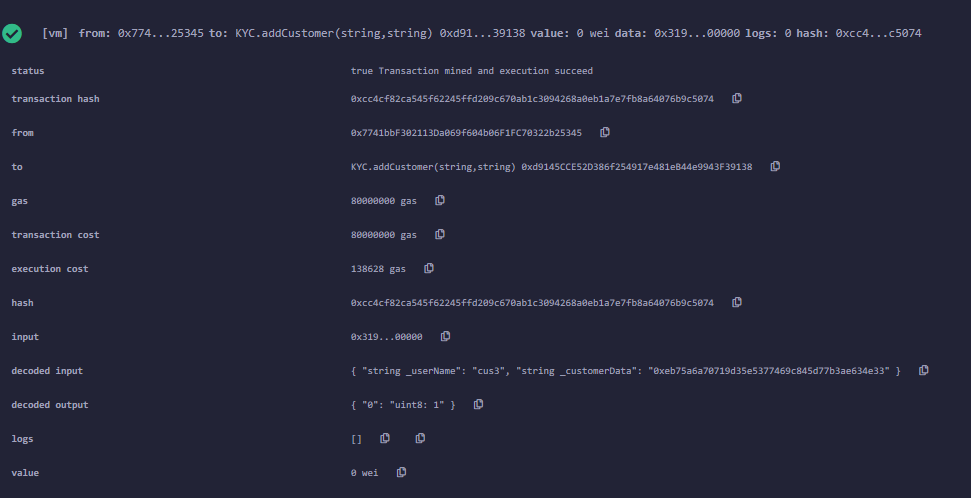 [vm] from: 0x774...25345 to: KYC.addCustomer(string,string) 0xd91...39138 value: 0 wei data: 0x319...00000 logs: 0 hash: 0xcc4...c5074
status true Transaction mined and execution succeed
transaction hash 0xcc4cf82ca545f62245ffd209c670ab1c3094268a0eb1a7e7fb8a64076b9c5074
from 0x7741bbF302113Da069f604b06F1FC70322b25345
to KYC.addCustomer(string,string) 0xd9145CCE52D386f254917e481eB44e9943F39138
gas 80000000 gas
transaction cost 80000000 gas
execution cost 138628 gas
hash 0xcc4cf82ca545f62245ffd209c670ab1c3094268a0eb1a7e7fb8a64076b9c5074
input 0x319...00000
decoded input { "string _userName": "cus3", "string _customerData": "0xeb75a6a70719d35e5377469c845d77b3ae634e33" }
decoded output { "0": "uint8: 1" }
logs []
value 0 wei